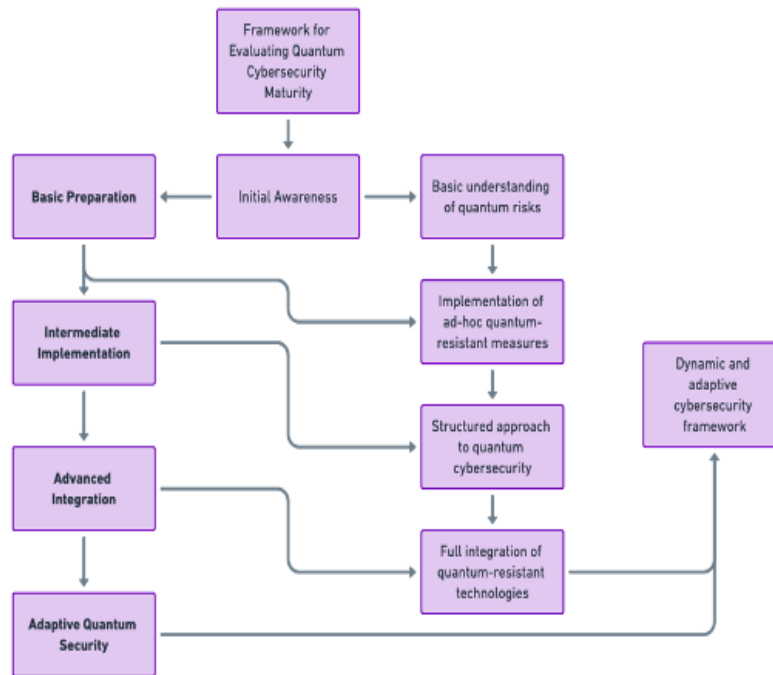 Framework for
Evaluating Quantum
Cybersecurity
Maturity
Basic Preparation
Initial Awareness
Basic understanding
of quantum risks
Intermediate
Implementation
Implementation of
ad-hoc quantum-
resistant measures
Dynamic and
adaptive
cybersecurity
framework
Structured approach
to quantum
cybersecurity
Advanced
Integration
Full integration of
quantum-resistant
technologies
Adaptive Quantum
Security